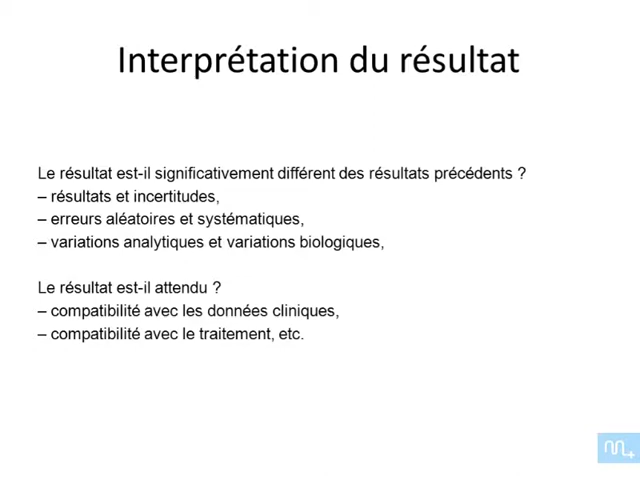 Interprétation du résultat
Le résultat est-il significativement différent des résultats précédents ?
– résultats et incertitudes,
– erreurs aléatoires et systématiques,
– variations analytiques et variations biologiques,
Le résultat est-il attendu ?
– compatibilité avec les données cliniques,
– compatibilité avec le traitement, etc.